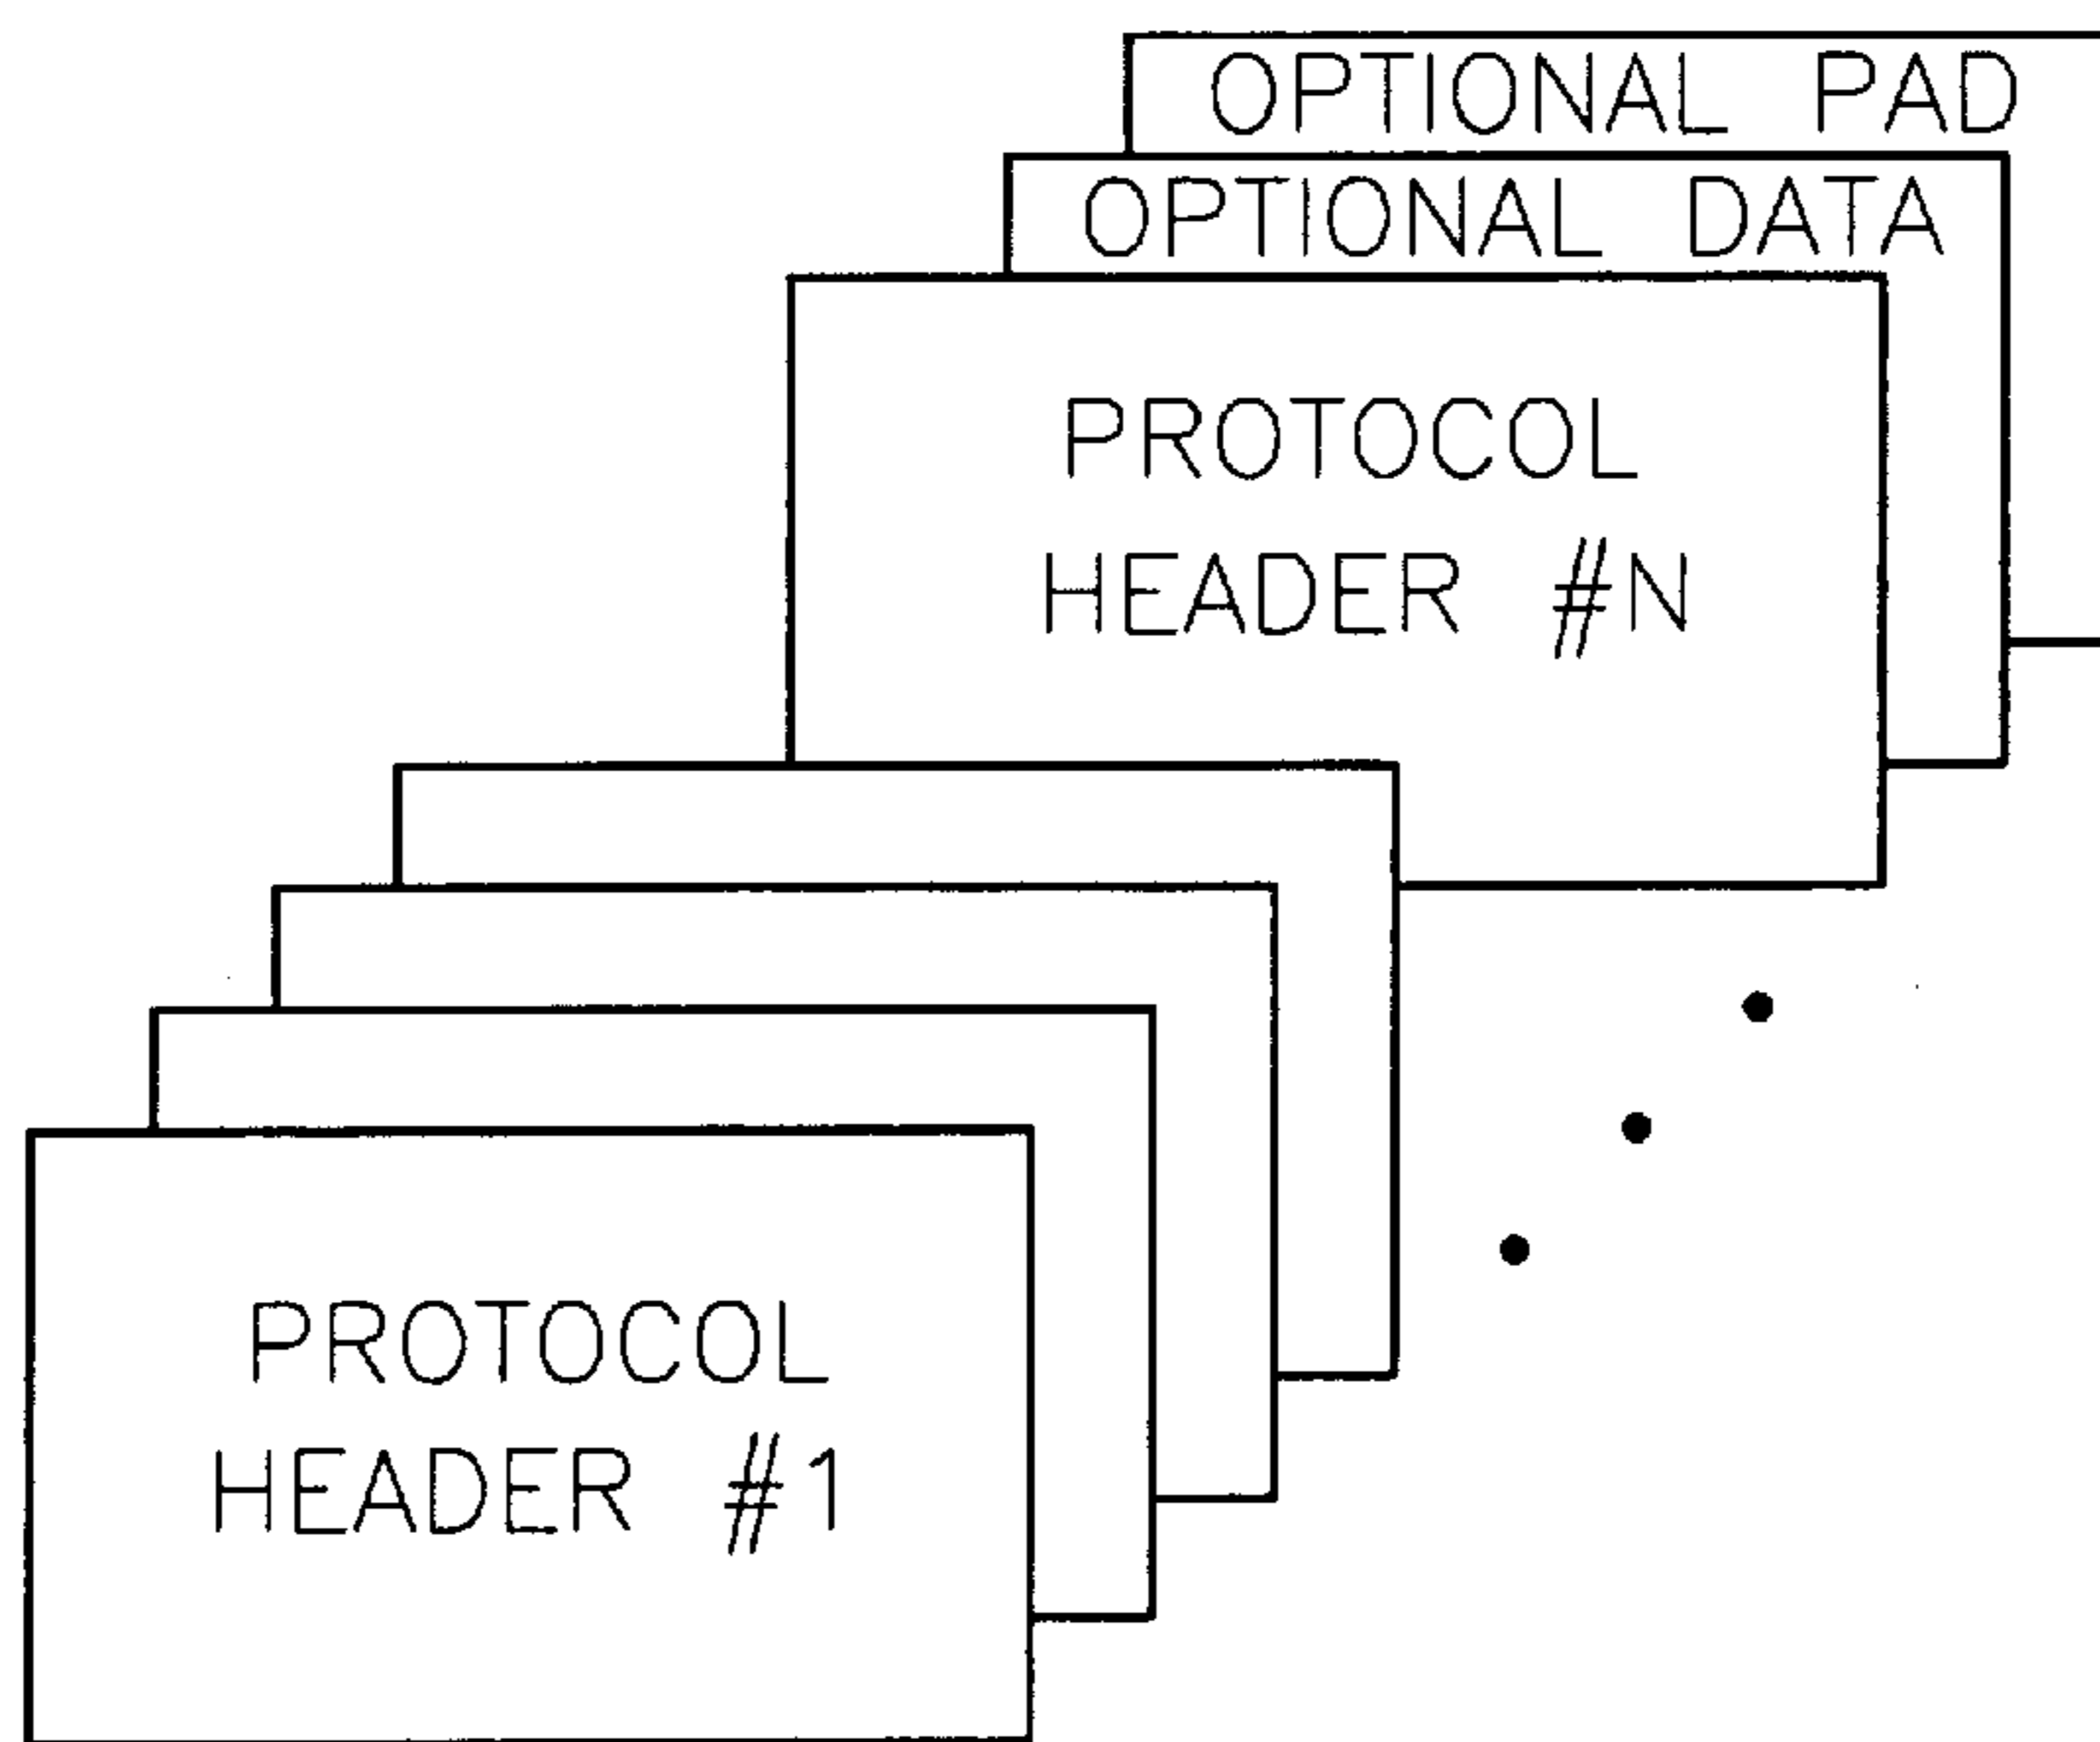 OPTIONAL PAD
OPTIONAL DATA
PROTOCOL
HEADER #N
PROTOCOL
HEADER #1